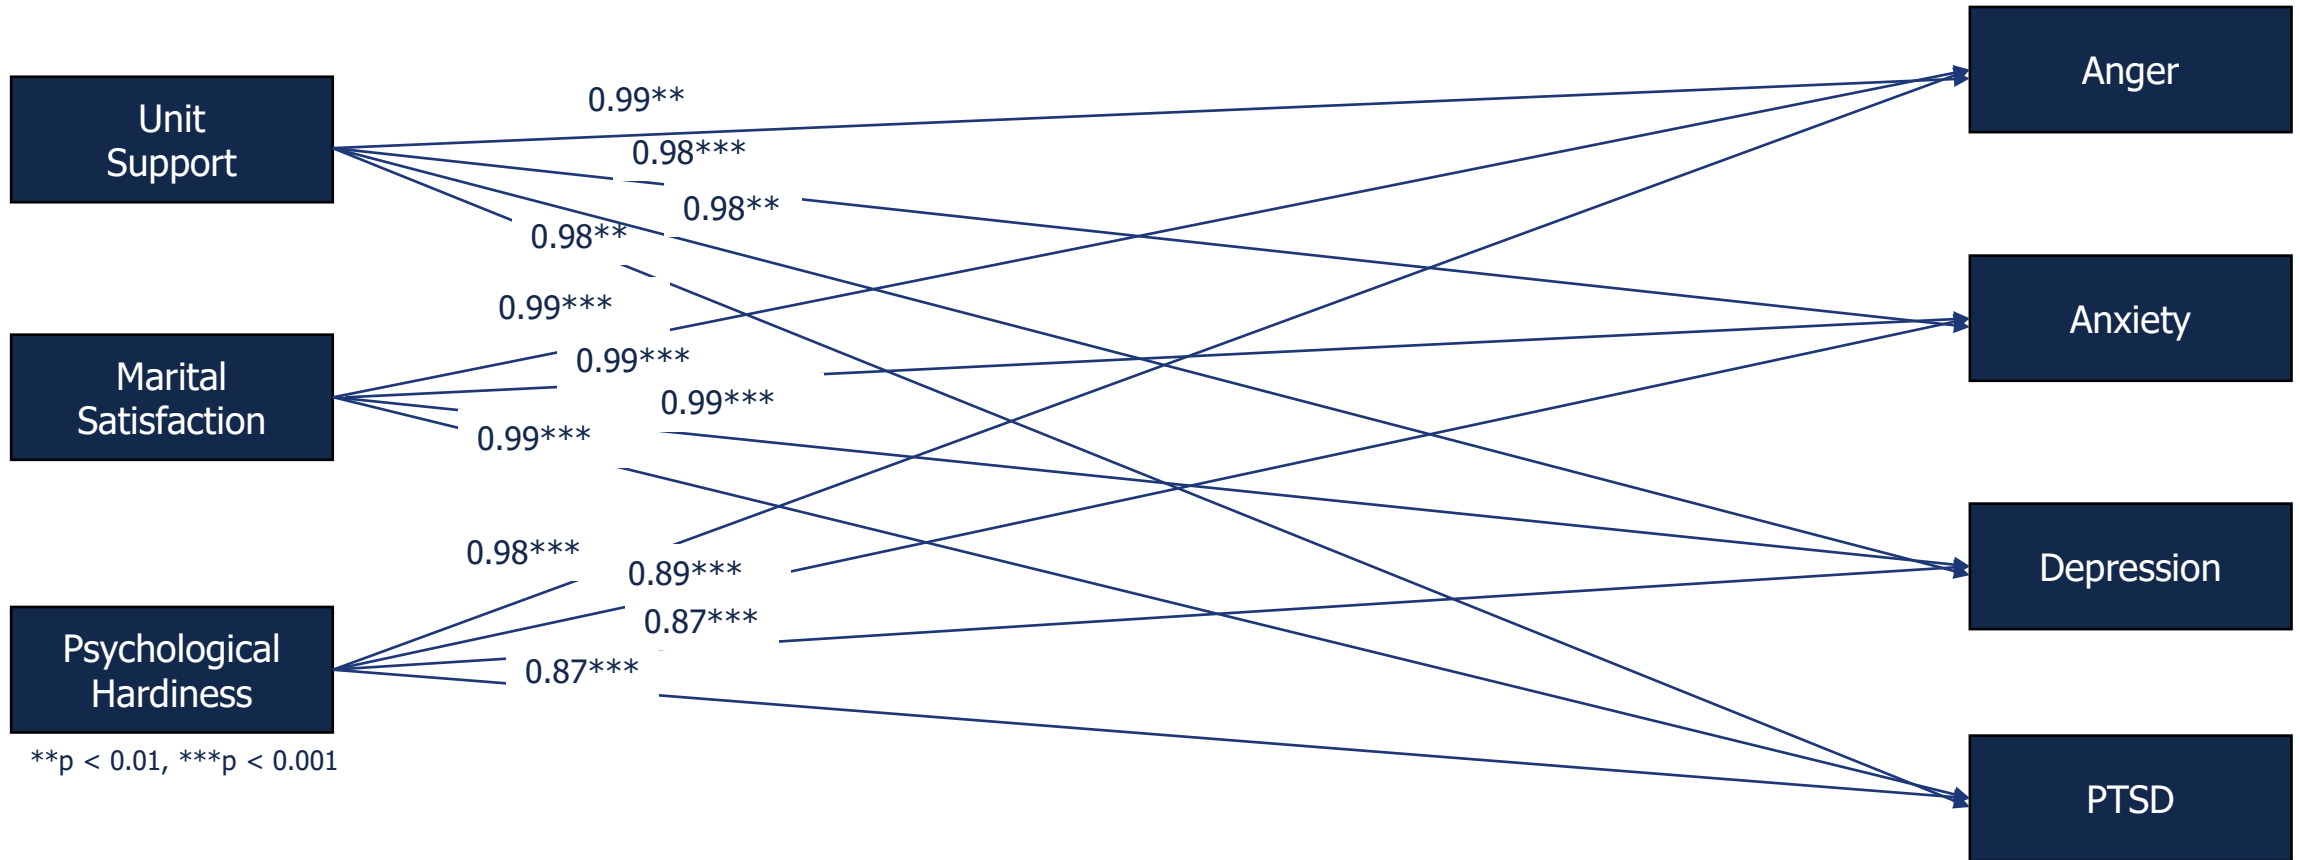 Anger
0.99**
Unit
Support
0.98***
0.98**
0.98**
Anxiety
0.99***
Marital
Satisfaction
0.99***
0.99***
0.99***
Depression
0.98***
0.89***
0.87***
Psychological
Hardiness
0.87***
**p < 0.01, ***p < 0.001
PTSD